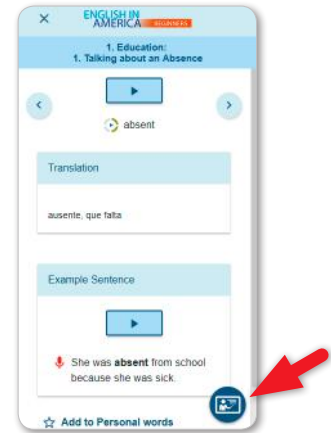 ENGLISH IN
AMERICA BEGINNERS
1. Education:
1. Talking about an Absence
absent
Translation
ausente, que falta
Example Sentence
She was absent from school
because she was sick.
Add to Personal words